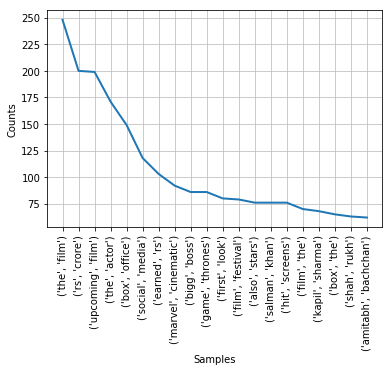 250
225
200
175
150
125
100
75
Counts
('the', 'film')
('rs', 'crore')
('upcoming', 'film')
('the', 'actor')
('box', 'office')
('social', 'media')
('earned', 'rs')
('marvel', 'cinematic')
('bigg', 'boss')
('game', 'thrones')
('first', 'look')
('film', 'festival')
('also', 'stars')
('salman', 'khan')
('hit', 'screens')
('film', 'the')
('kapil', 'sharma')
('box', 'the')
('shah', 'rukh')
('amitabh', 'bachchan')
Samples